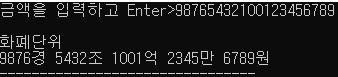 금액을 입력하고 Enter>98765432100123456789
화폐단위
9876경 5432조 1001억 2345만 6789원
------------------------------